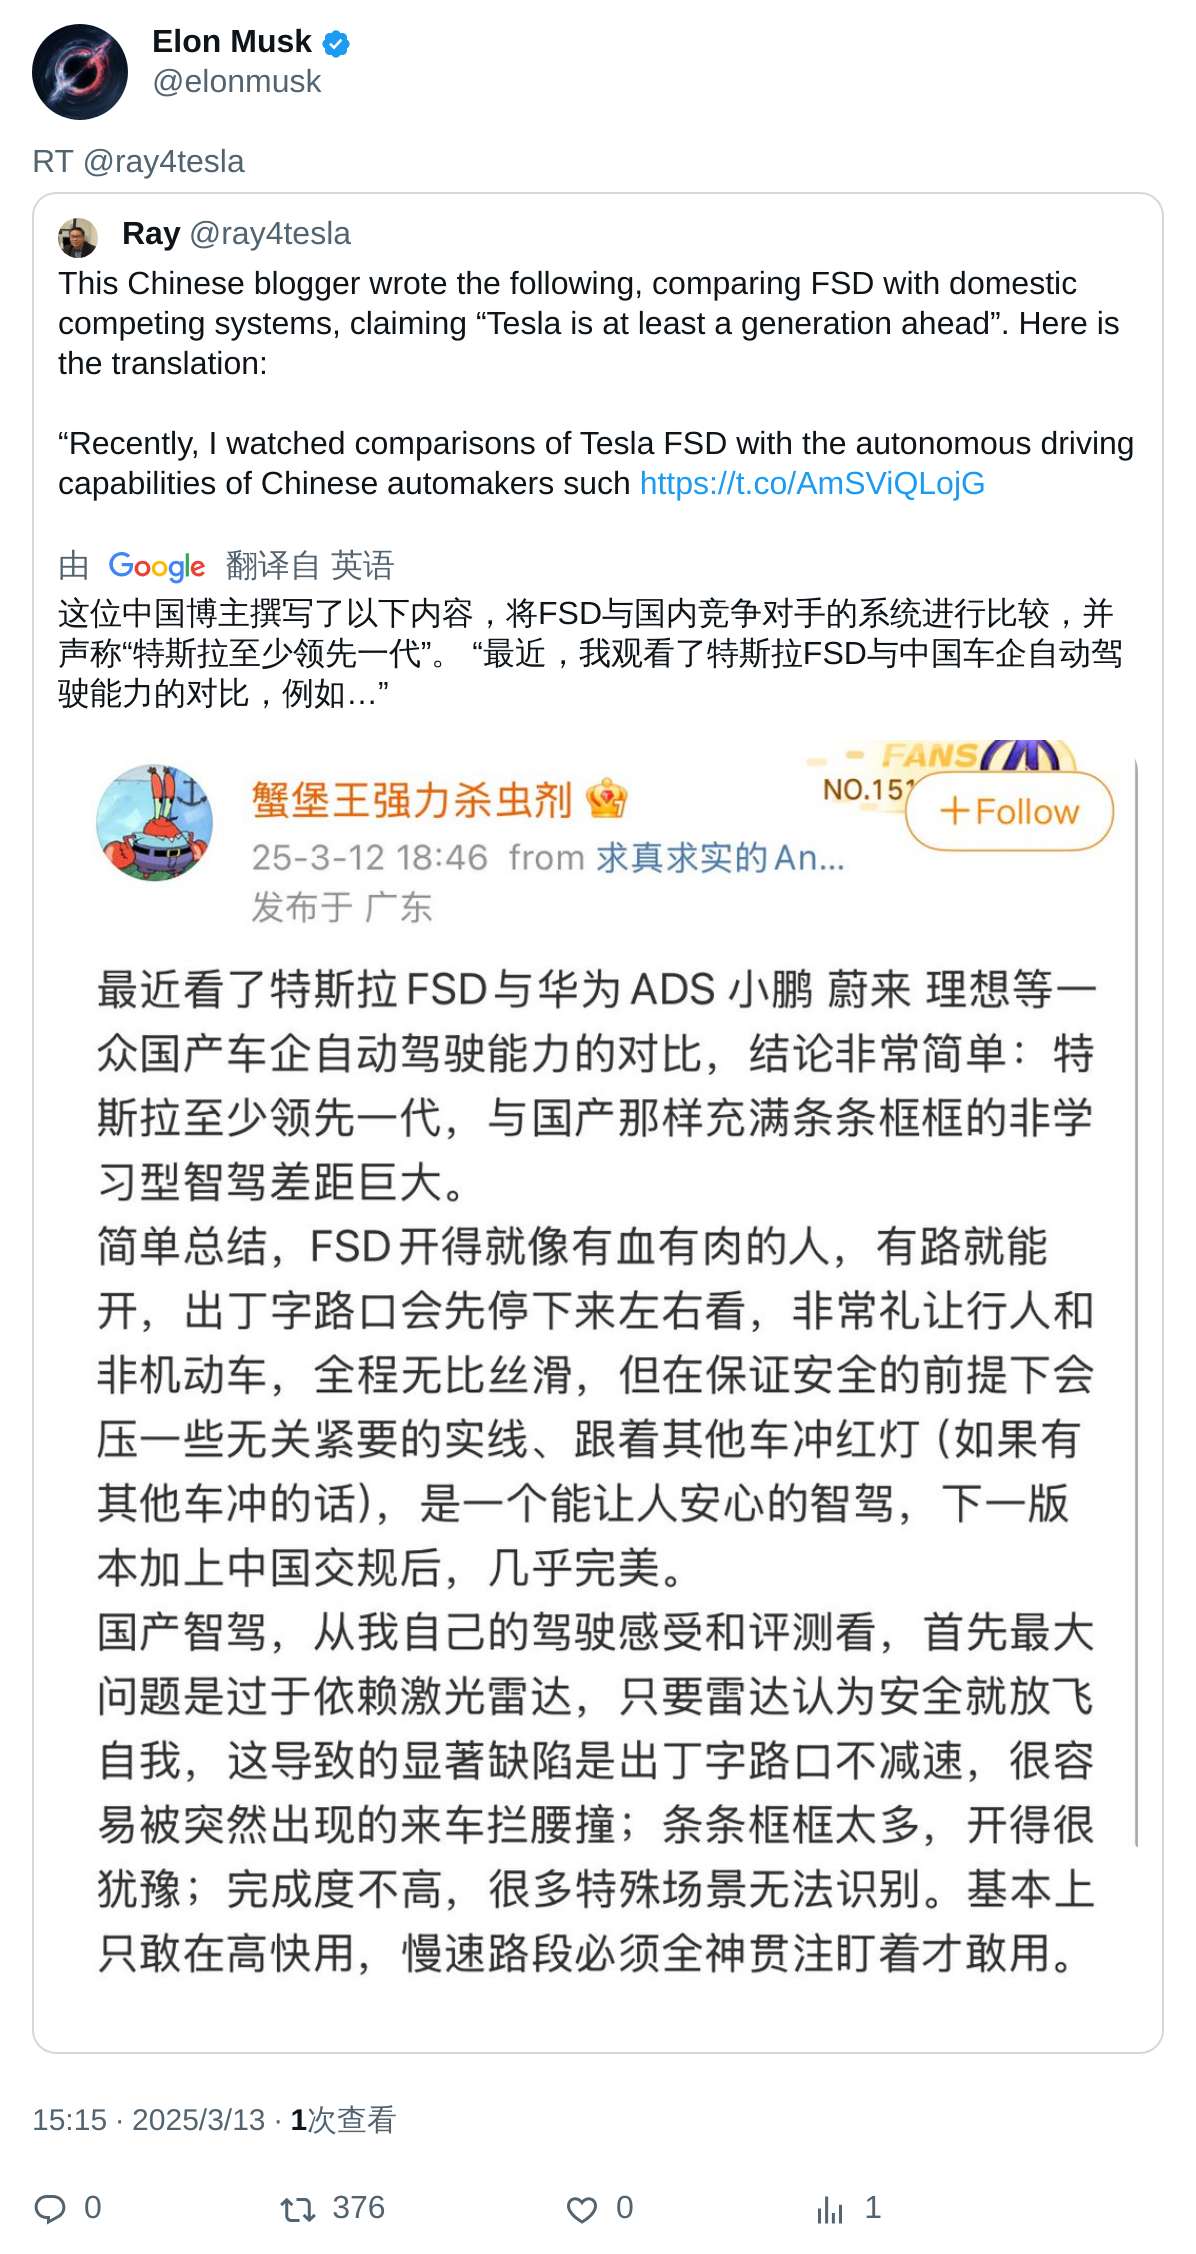 Elon Musk
@elonmusk
RT @ray4tesla
Ray @ray4tesla
This Chinese blogger wrote the following, comparing FSD with domestic
competing systems, claiming “Tesla is at least a generation ahead”. Here is
the translation:
“Recently, I watched comparisons of Tesla FSD with the autonomous driving
capabilities of Chinese automakers such https://t.co/AmSViQLojG
由 Google 翻译自 英语
这位中国博主撰写了以下内容，将FSD与国内竞争对手的系统进行比较，并
声称“特斯拉至少领先一代”。 “最近，我观看了特斯拉FSD与中国车企自动驾
驶能力的对比，例如…”
FANS
蟹堡王强力杀虫剂
NO.151
+Follow
25-3-12 18:46 from 求真求实的An...
发布于 广东
最近看了特斯拉FSD与华为ADS 小鹏 蔚来 理想等一
众国产车企自动驾驶能力的对比，结论非常简单：特
斯拉至少领先一代，与国产那样充满条条框框的非学
习型智驾差距巨大。
简单总结，FSD开得就像有血有肉的人，有路就能
开，出丁字路口会先停下来左右看，非常礼让行人和
非机动车，全程无比丝滑，但在保证安全的前提下会
压一些无关紧要的实线、跟着其他车冲红灯（如果有
其他车冲的话），是一个能让人安心的智驾，下一版
本加上中国交规后，几乎完美。
国产智驾，从我自己的驾驶感受和评测看，首先最大
问题是过于依赖激光雷达，只要雷达认为安全就放飞
自我，这导致的显著缺陷是出丁字路口不减速，很容
易被突然出现的来车拦腰撞；条条框框太多，开得很
犹豫；完成度不高，很多特殊场景无法识别。基本上
只敢在高快用，慢速路段必须全神贯注盯着才敢用。
15:15 · 2025/3/13 · 1次查看
0 376 0 1